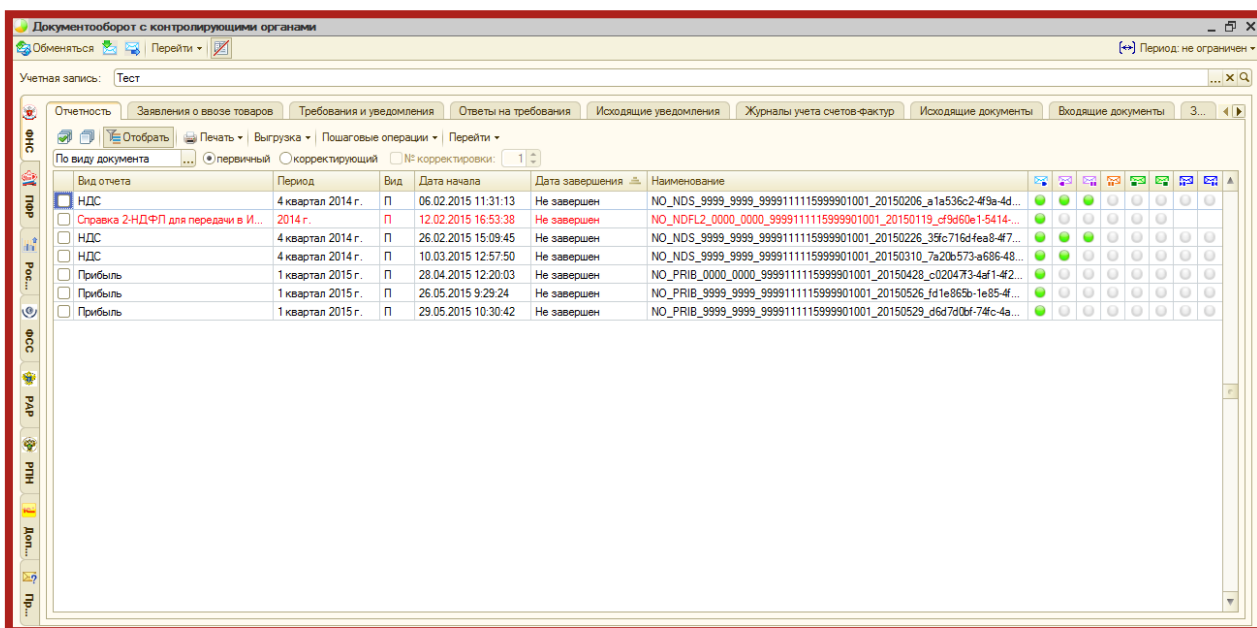 Документооборот с контролирующими органами
Обменяться Перейти Период: не ограничен
Учетная запись: Тест ...
Отчетность Заявления о ввозе товаров Требования и уведомления Ответы на требования Исходящие уведомления Журналы учета счетов-фактур Исходящие документы Входящие документы З...
Отобрать Печать Выгрузка Пошаговые операции Перейти
По виду документа ... первичный корректирующий № корректировки: 1
Вид отчета Период Вид Дата начала Дата завершения Наименование
НДС 4 квартал 2014 г. П 06.02.2015 11:31:13 Не завершен NO_NDS_9999_9999_9999111115999901001_20150206_a1a536c2-4f9a-4d...
Справка 2-НДФЛ для передачи в И... 2014 г. П 12.02.2015 16:53:38 Не завершен NO_NDFL2_0000_0000_9999111115999901001_20150119_cf9d60e1-5414-...
НДС 4 квартал 2014 г. П 26.02.2015 15:09:45 Не завершен NO_NDS_9999_9999_9999111115999901001_20150226_35fc716d-fea8-4f7...
НДС 4 квартал 2014 г. П 10.03.2015 12:57:50 Не завершен NO_NDS_9999_9999_9999111115999901001_20150310_7a20b573-a686-48...
Прибыль 1 квартал 2015 г. П 28.04.2015 12:20:03 Не завершен NO_PRIB_0000_0000_9999111115999901001_20150428_c02047f3-4af1-4f2...
Прибыль 1 квартал 2015 г. П 26.05.2015 9:29:24 Не завершен NO_PRIB_9999_9999_9999111115999901001_20150526_fd1e865b-1e85-4f...
Прибыль 1 квартал 2015 г. П 29.05.2015 10:30:42 Не завершен NO_PRIB_9999_9999_9999111115999901001_20150529_d6d7d0bf-74fc-4a...
ФНС
ПФР
Рос...
ФСС
РАР
РПН
Доп...
Пр...